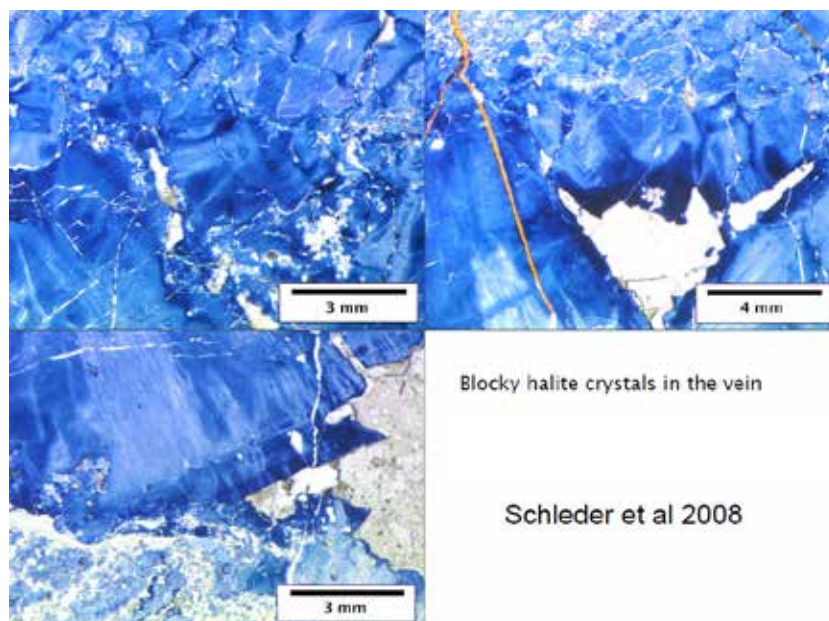 3 mm
4 mm
Blocky halite crystals in the vein
Schleder et al 2008
3 mm